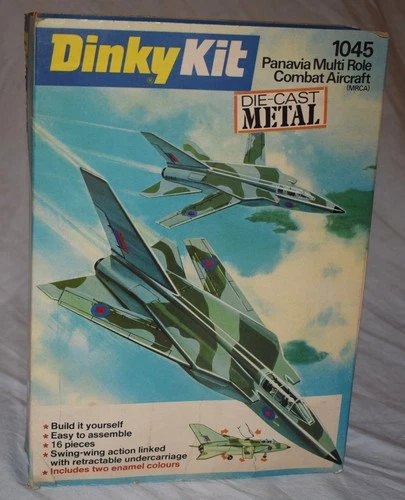 Dinky Kit
1045
Panavia Multi Role
Combat Aircraft
(MRCA)
DIE-CAST
METAL
★ Build it yourself
★ Easy to assemble
★ 16 pieces
★ Swing-wing action linked
with retractable undercarriage
★ Includes two enamel colours